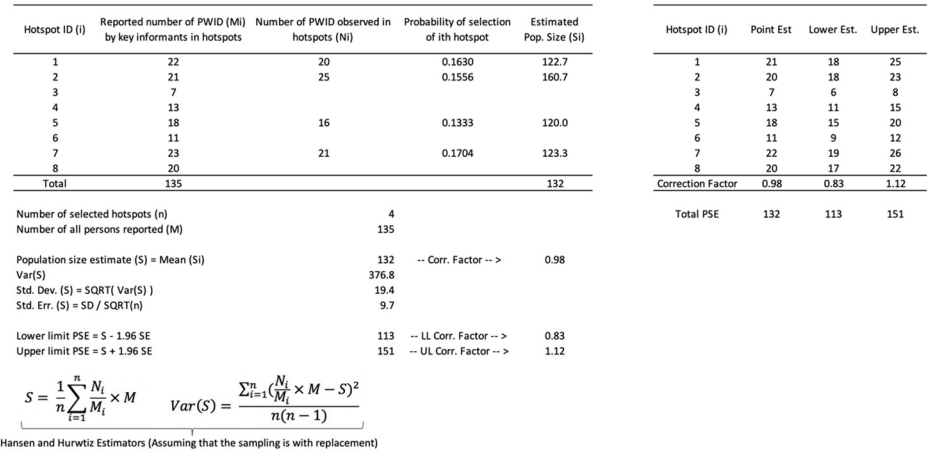 Hotspot ID (i) Reported number of PWID (Mi) by key informants in hotspots Number of PWID observed in hotspots (Ni) Probability of selection of ith hotspot Estimated Pop. Size (Si)
1 22 20 0.1630 122.7
2 21 25 0.1556 160.7
3 7
4 13
5 18 16 0.1333 120.0
6 11
7 23 21 0.1704 123.3
8 20
Total 135 132
Number of selected hotspots (n) 4
Number of all persons reported (M) 135
Population size estimate (S) = Mean (Si) 132 -- Corr. Factor -- > 0.98
Var(S) 376.8
Std. Dev. (S) = SQRT( Var(S) ) 19.4
Std. Err. (S) = SD / SQRT(n) 9.7
Lower limit PSE = S - 1.96 SE 113 -- LL Corr. Factor -- > 0.83
Upper limit PSE = S + 1.96 SE 151 -- UL Corr. Factor -- > 1.12
S = 1/n ∑_{i=1}^{n} N_i/M_i × M Var(S) = ∑_{i=1}^{n}(N_i/M_i × M − S)² / n(n − 1)
Hansen and Hurwtiz Estimators (Assuming that the sampling is with replacement)
Hotspot ID (i) Point Est Lower Est. Upper Est.
1 21 18 25
2 20 18 23
3 7 6 8
4 13 11 15
5 18 15 20
6 11 9 12
7 22 19 26
8 20 17 22
Correction Factor 0.98 0.83 1.12
Total PSE 132 113 151